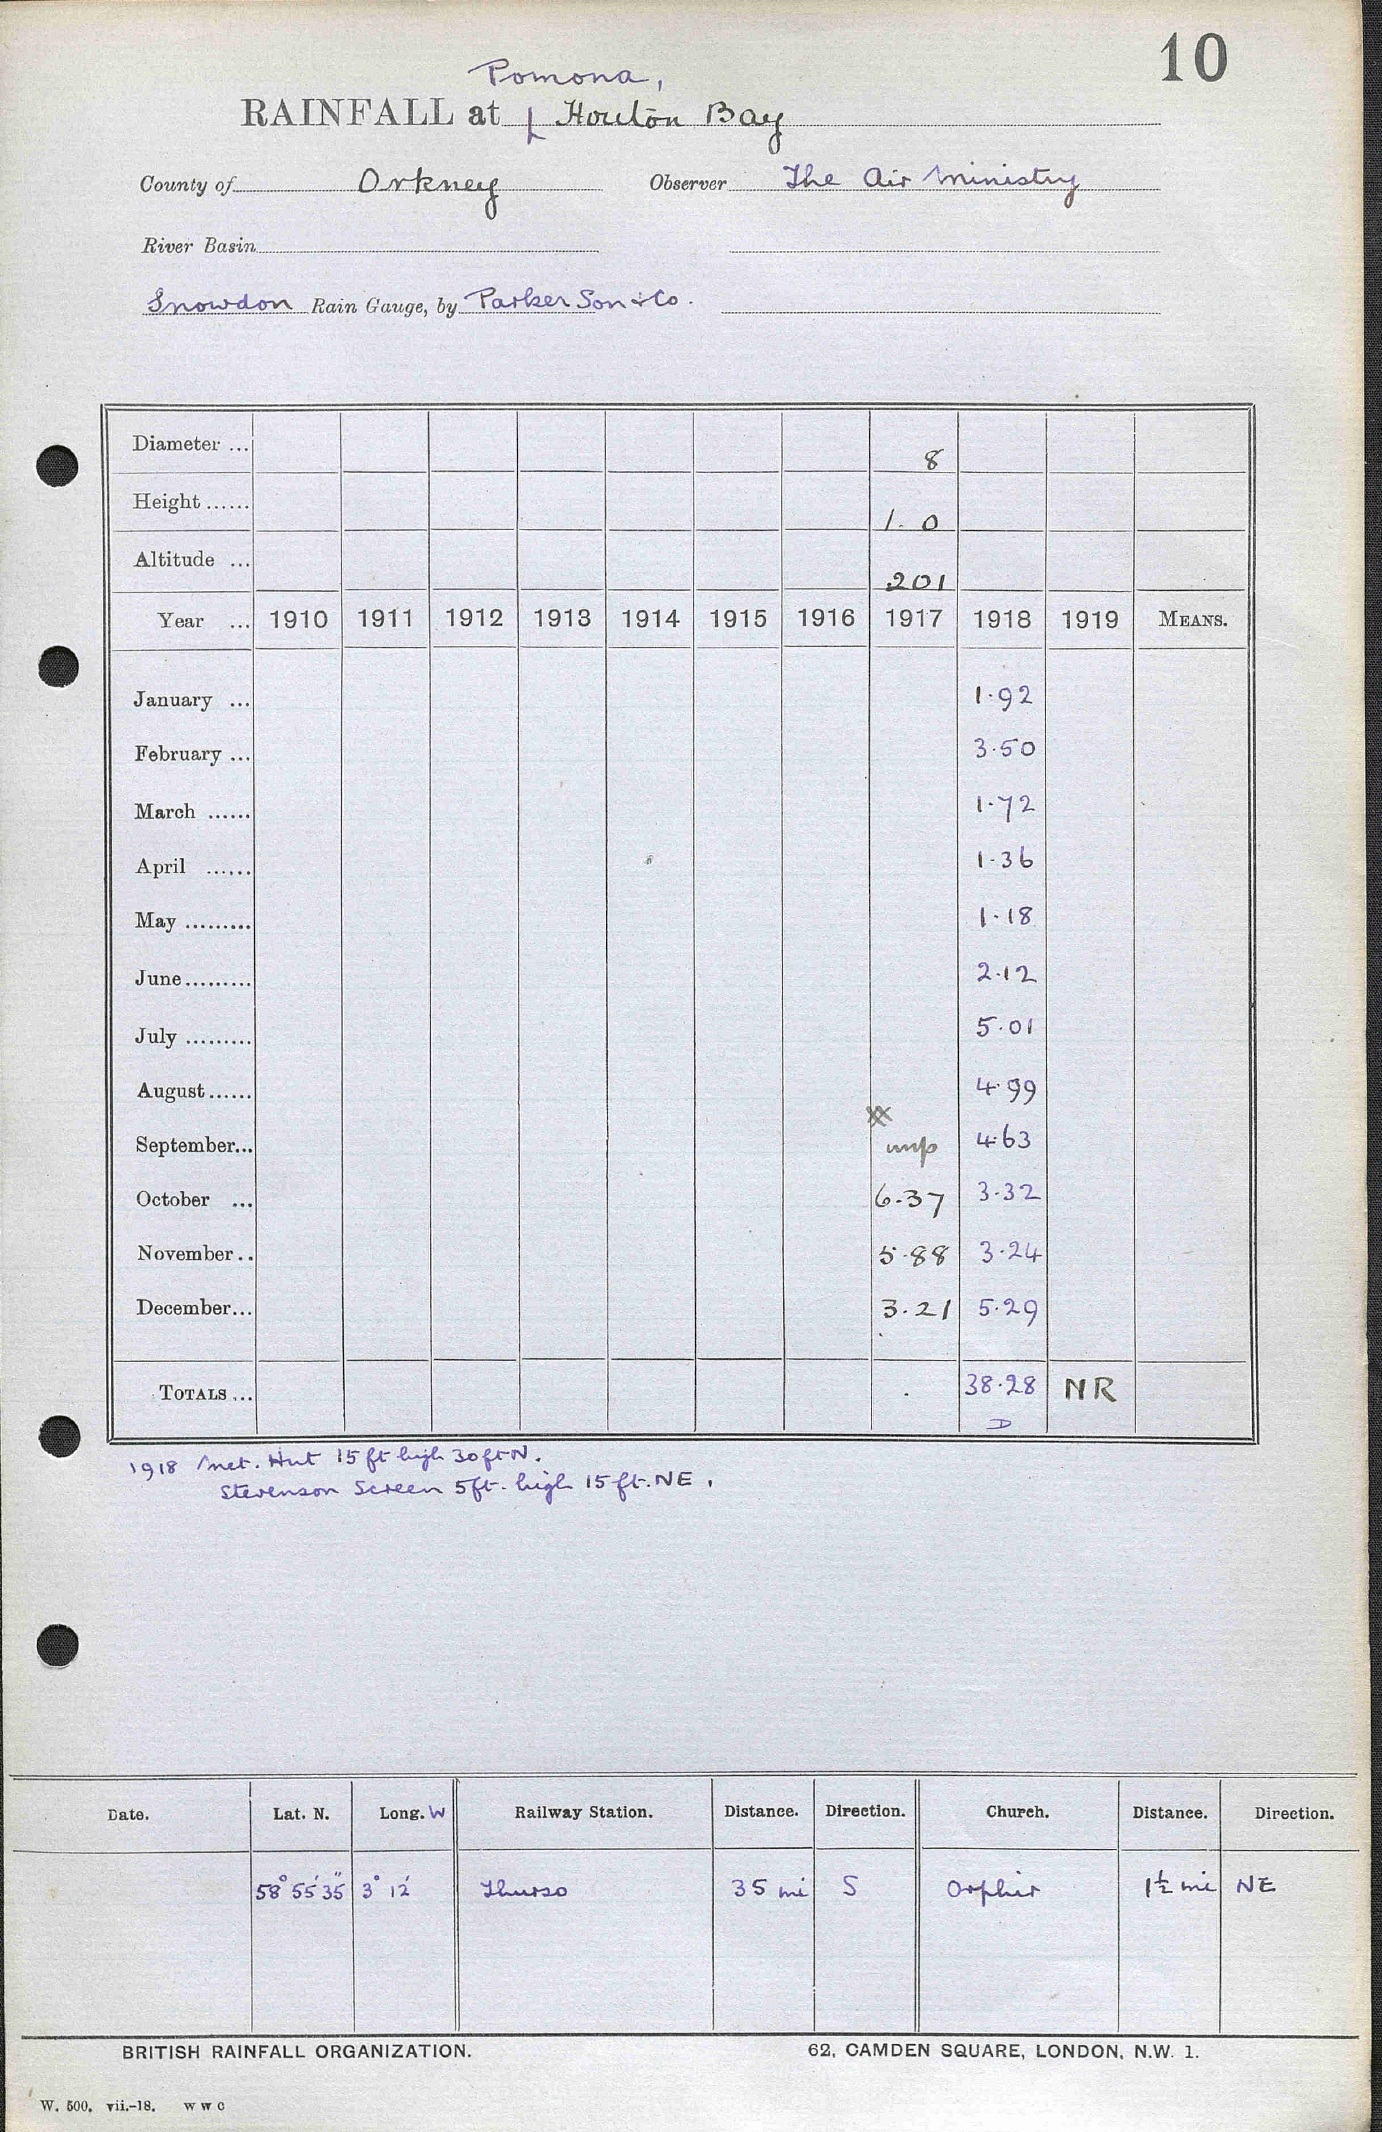 10
Pomona,
RAINFALL at Houton Bay
County of Orkney Observer The Air Ministry
River Basin
Snowdon Rain Gauge, by Parker Son & Co.
Diameter ... 8
Height ...... 1. 0
Altitude ... 201
Year ... 1910 1911 1912 1913 1914 1915 1916 1917 1918 1919 MEANS.
January ... 1.92
February ... 3.50
March ...... 1.72
April ...... 1.36
May ......... 1.18
June......... 2.12
July ......... 5.01
August...... 4.99
September... 4.63
October ... 6.37 3.32
November.. 5.88 3.24
December... 3.21 5.29
TOTALS ... 38.28 NR
D
1918 Met. Hut 15 ft high 30 ft N.
Stevenson Screen 5 ft. high 15 ft. NE.
Date. Lat. N. Long. W Railway Station. Distance. Direction. Church. Distance. Direction.
58° 55' 35" 3° 12' Thurso 35 mi S Orphir 1½ mi NE
BRITISH RAINFALL ORGANIZATION. 62, CAMDEN SQUARE, LONDON, N.W. 1.
W. 500. vii.-18. W W C